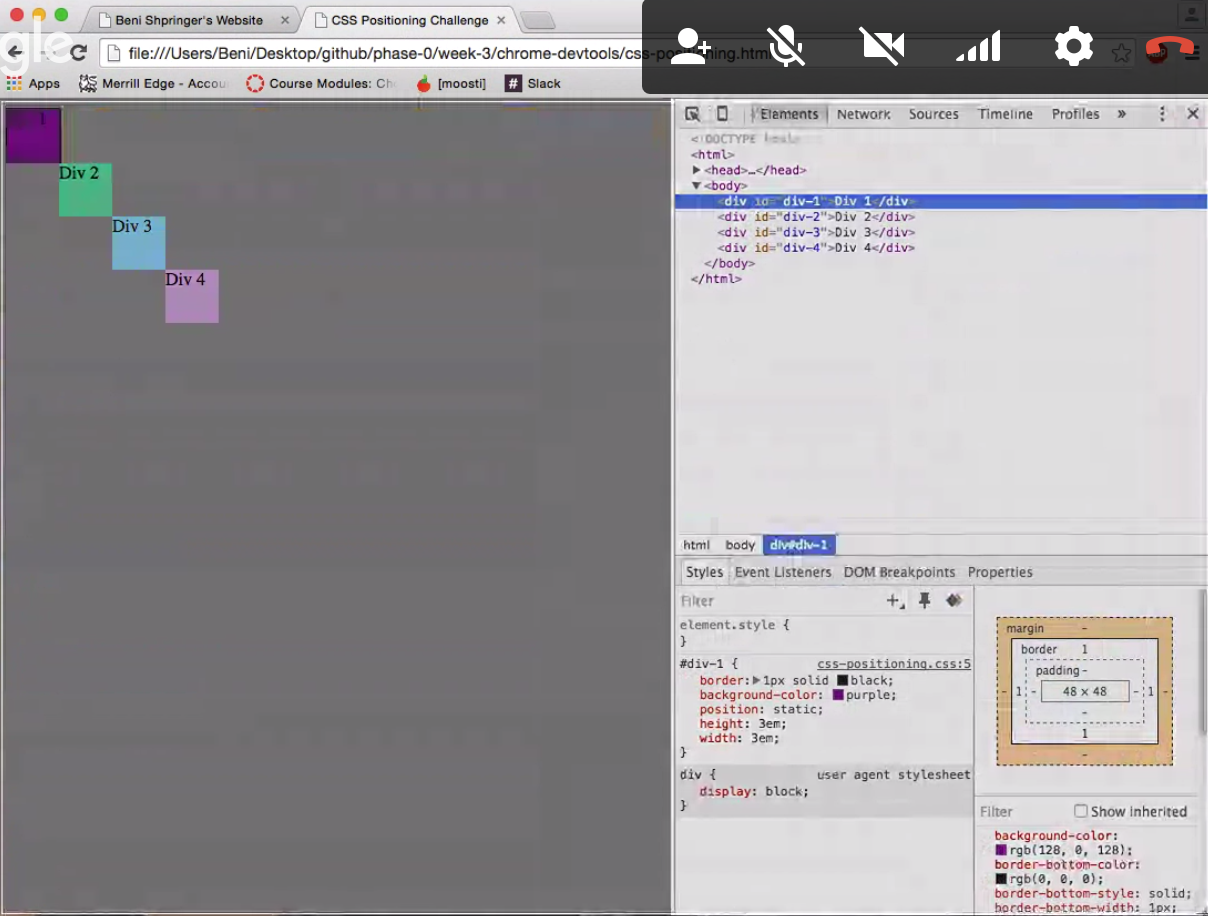 Beni Shpringer's Website
CSS Positioning Challenge
gle
file:///Users/Beni/Desktop/github/phase-0/week-3/chrome-devtools/css-positioning.html
Apps
Merrill Edge - Accou
Course Modules: Ch
[moosti]
# Slack
1
Div 2
Div 3
Div 4
Elements Network Sources Timeline Profiles »
<!DOCTYPE html>
<html>
<head>…</head>
<body>
<div id="div-1">Div 1</div>
<div id="div-2">Div 2</div>
<div id="div-3">Div 3</div>
<div id="div-4">Div 4</div>
</body>
</html>
html body div#div-1
Styles Event Listeners DOM Breakpoints Properties
Filter
element.style {
}
#div-1 { css-positioning.css:5
border: 1px solid black;
background-color: purple;
position: static;
height: 3em;
width: 3em;
}
div { user agent stylesheet
display: block;
}
margin -
border 1
padding -
- 1 - 48 × 48 - 1 -
-
1
-
Filter Show inherited
background-color:
rgb(128, 0, 128);
border-bottom-color:
rgb(0, 0, 0);
border-bottom-style: solid;
border-bottom-width: 1px;